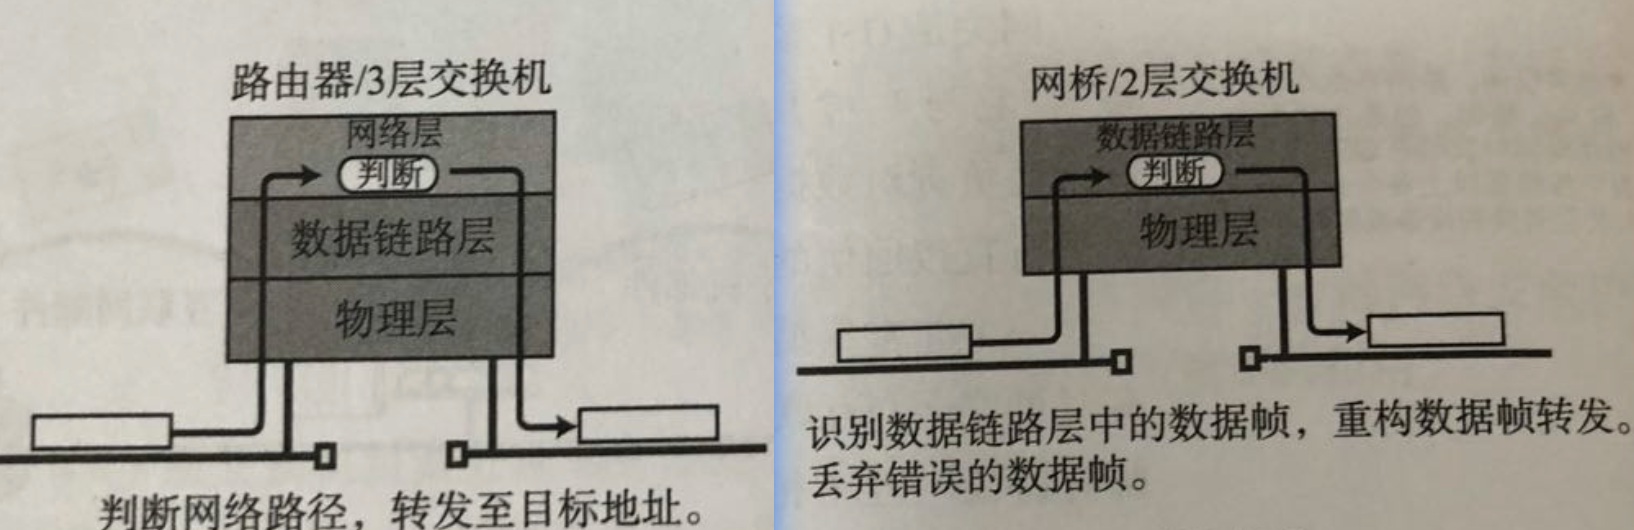 路由器/3层交换机
网络层
判断
数据链路层
物理层
判断网络路径，转发至目标地址。
网桥/2层交换机
数据链路层
判断
物理层
识别数据链路层中的数据帧，重构数据帧转发。
丢弃错误的数据帧。